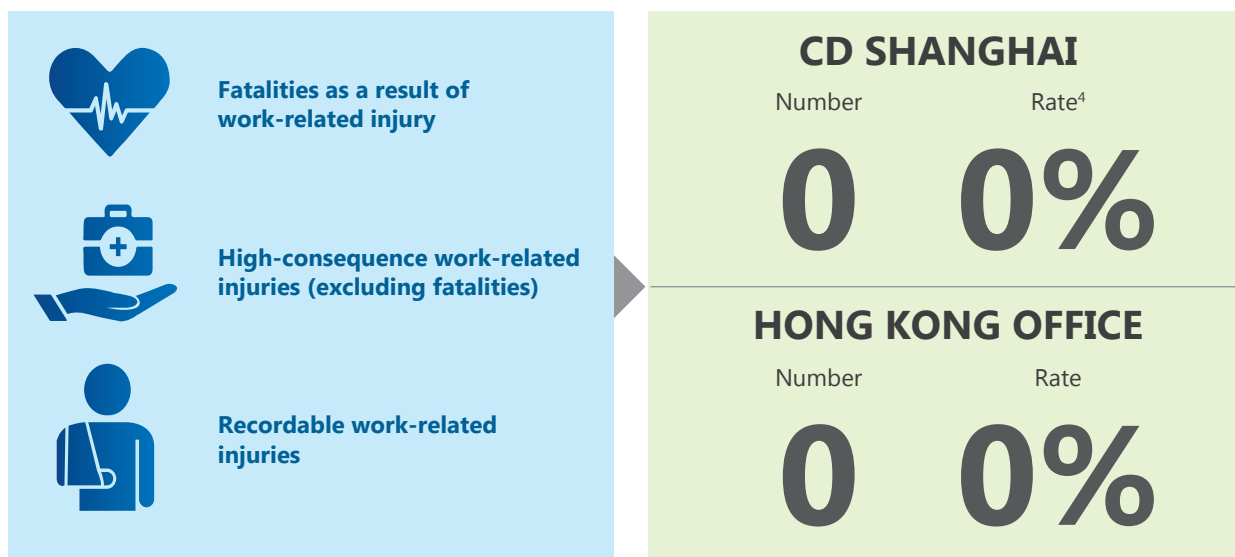 Fatalities as a result of
work-related injury
High-consequence work-related
injuries (excluding fatalities)
Recordable work-related
injuries
CD SHANGHAI
Number Rate⁴
0 0%
HONG KONG OFFICE
Number Rate
0 0%